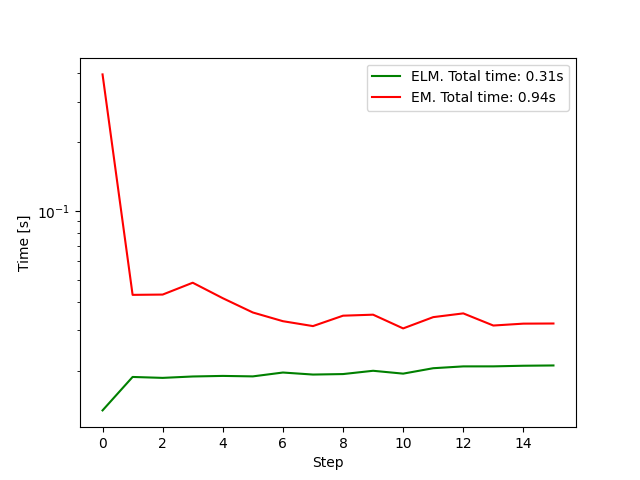 ELM. Total time: 0.31s
EM. Total time: 0.94s
Time [s]
10⁻¹
0 2 4 6 8 10 12 14
Step